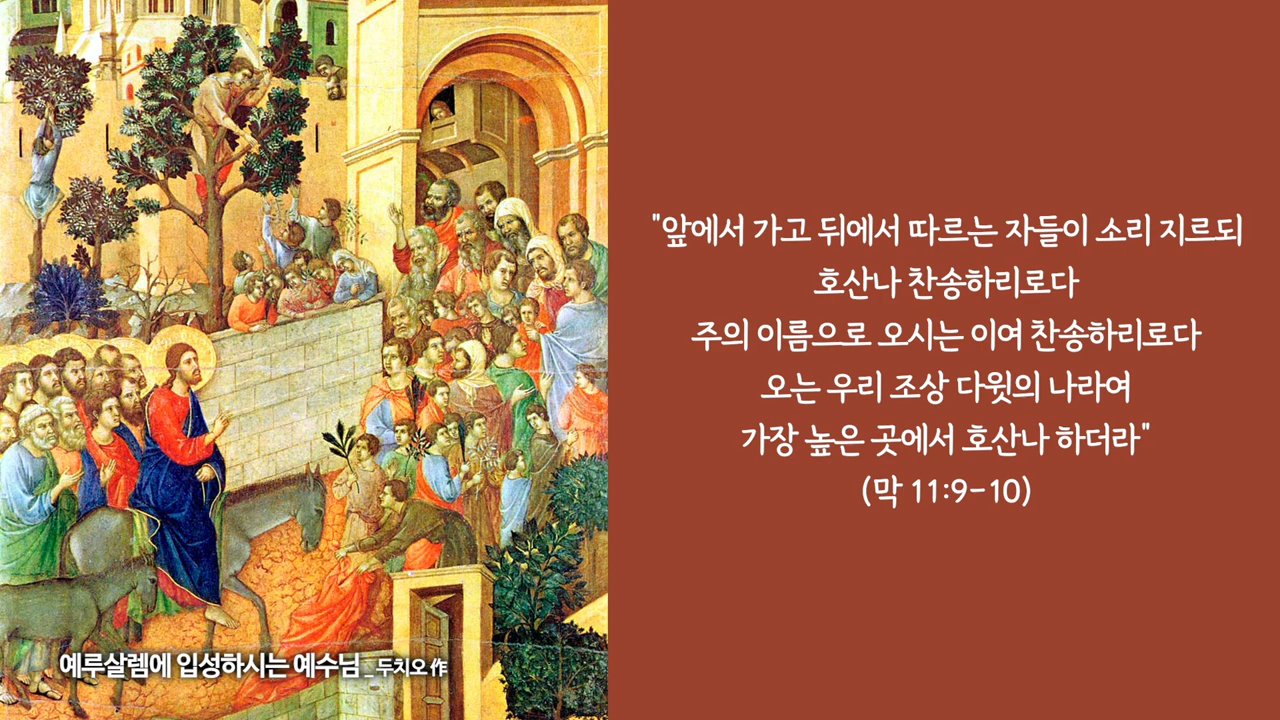 "앞에서 가고 뒤에서 따르는 자들이 소리 지르되
호산나 찬송하리로다
주의 이름으로 오시는 이여 찬송하리로다
오는 우리 조상 다윗의 나라여
가장 높은 곳에서 호산나 하더라"
(막 11:9-10)
예루살렘에 입성하시는 예수님 _ 두치오 作